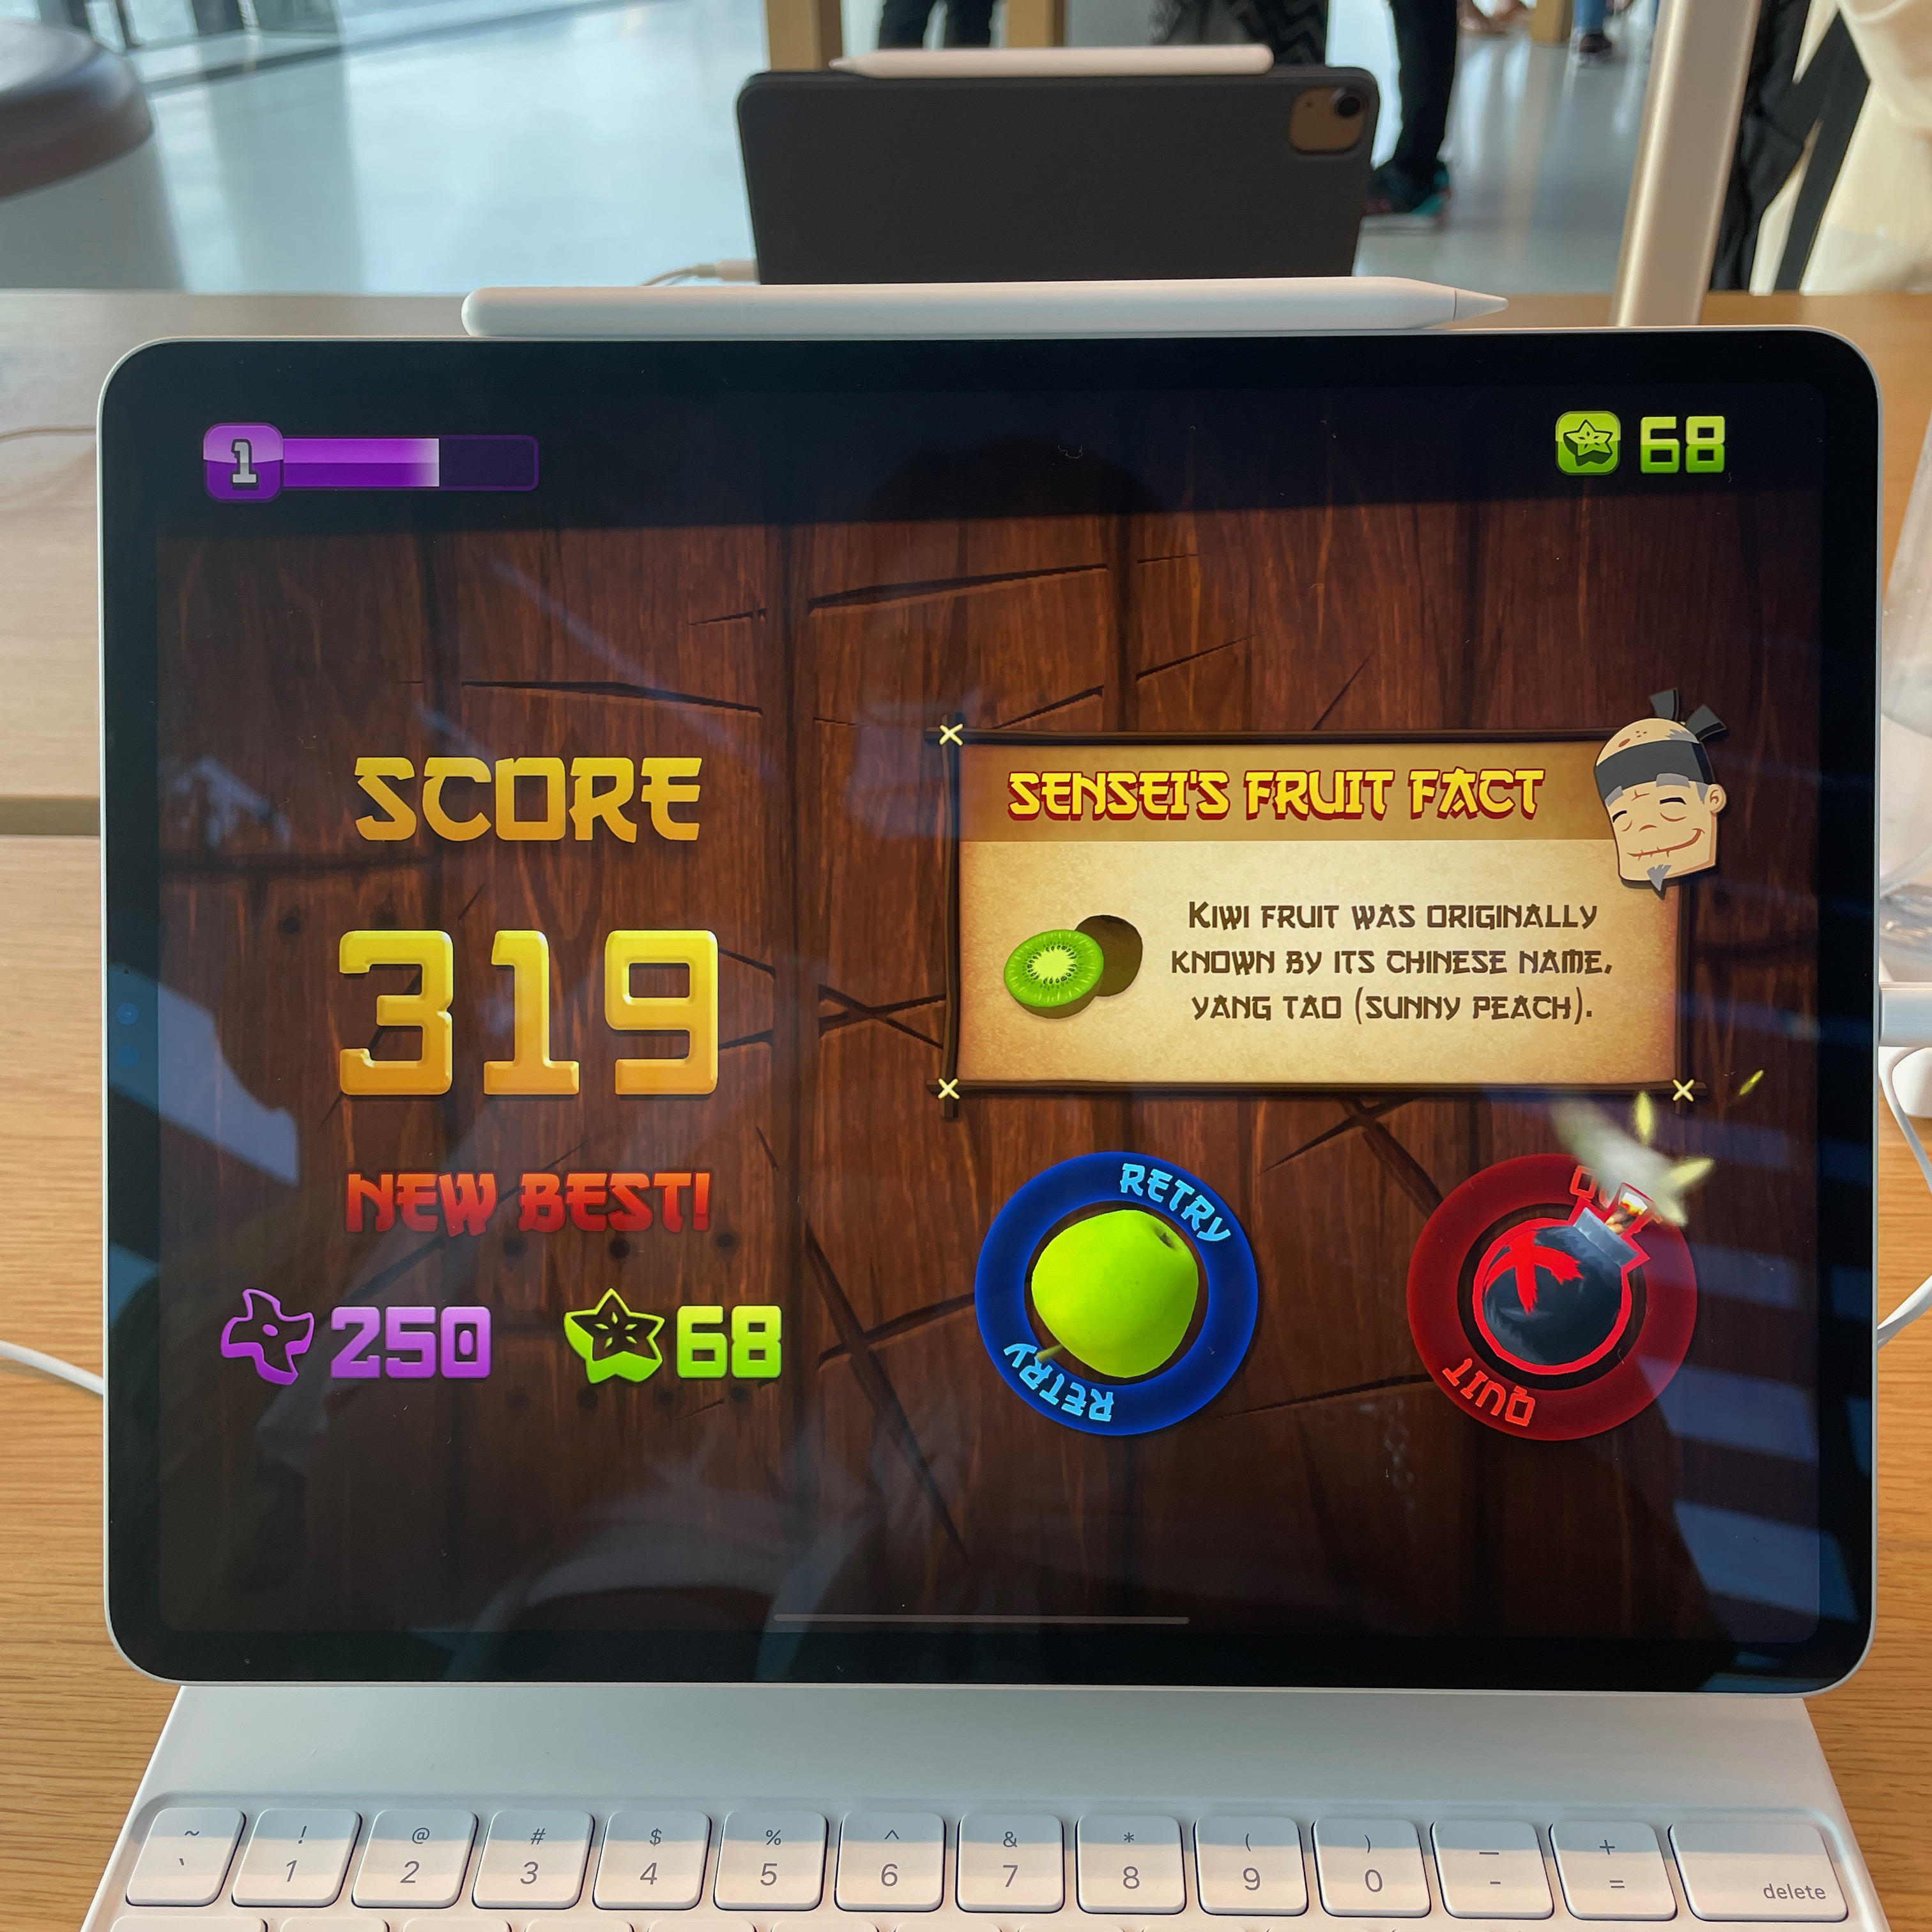 1
68
SCORE
319
NEW BEST!
250
68
SENSEI'S FRUIT FACT
KIWI FRUIT WAS ORIGINALLY
KNOWN BY ITS CHINESE NAME,
YANG TAO (SUNNY PEACH).
RETRY
RETRY
QUIT
~ ! @ # $ % ^ & * ( ) — +
` 1 2 3 4 5 6 7 8 9 0 - = delete